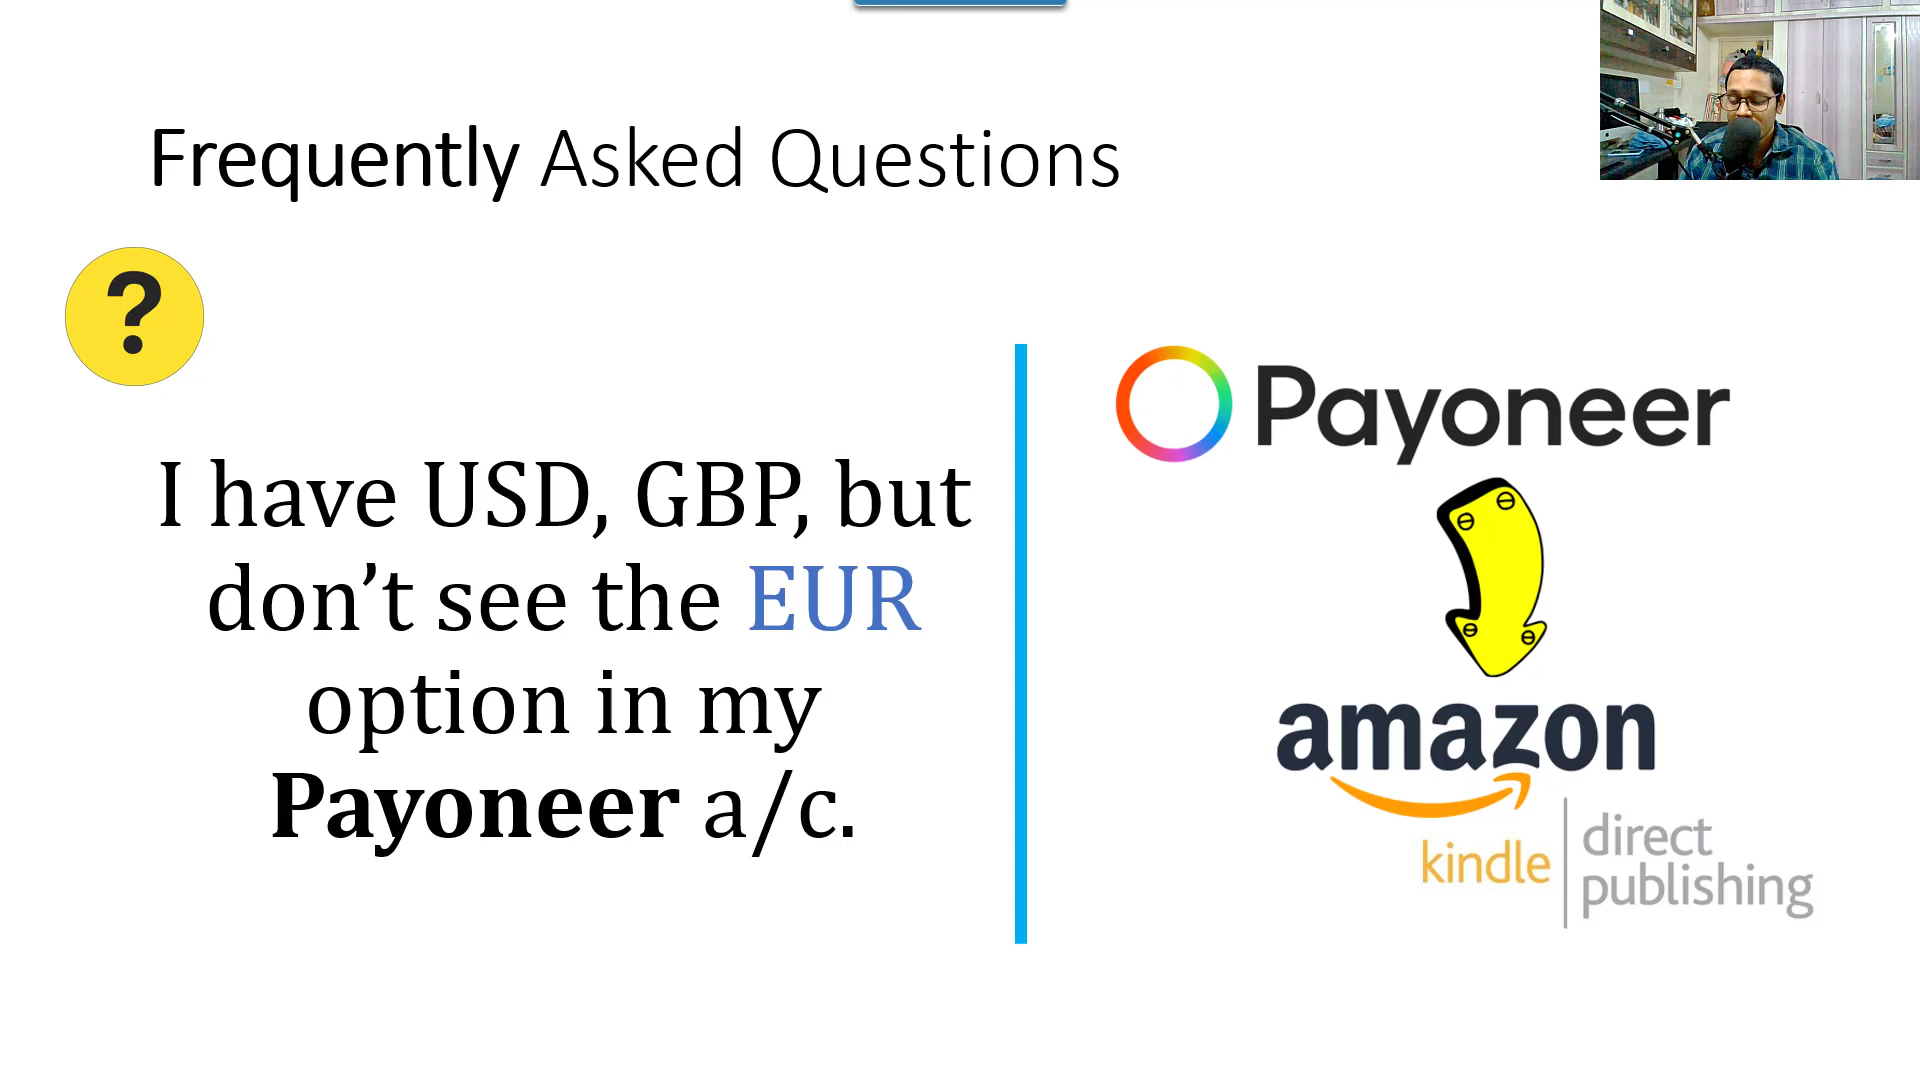 Frequently Asked Questions
?
I have USD, GBP, but
don’t see the EUR
option in my
Payoneer a/c.
Payoneer
amazon
kindle
direct
publishing